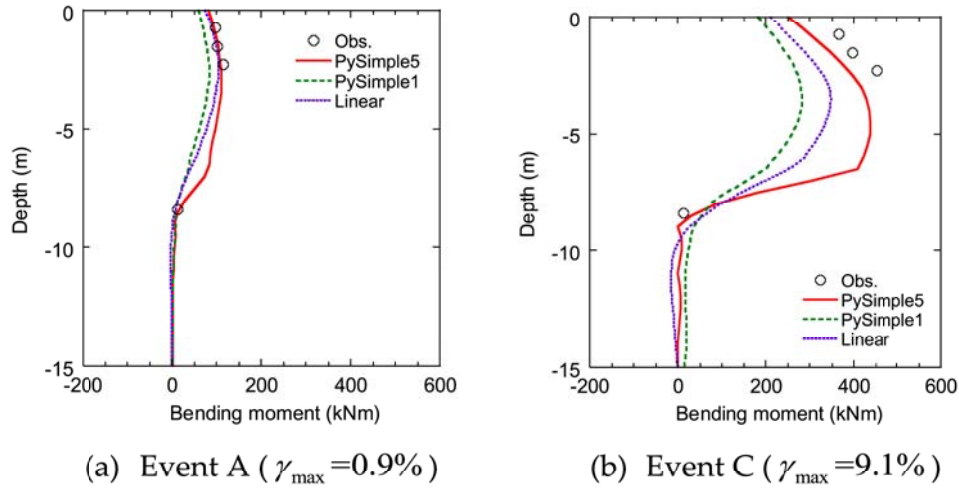 0
-5
-10
-15
Depth (m)
Obs.
PySimple5
PySimple1
Linear
-200 0 200 400 600
Bending moment (kNm)
(a) Event A ( γmax =0.9%)
0
-5
-10
-15
Depth (m)
Obs.
PySimple5
PySimple1
Linear
-200 0 200 400 600
Bending moment (kNm)
(b) Event C ( γmax =9.1%)